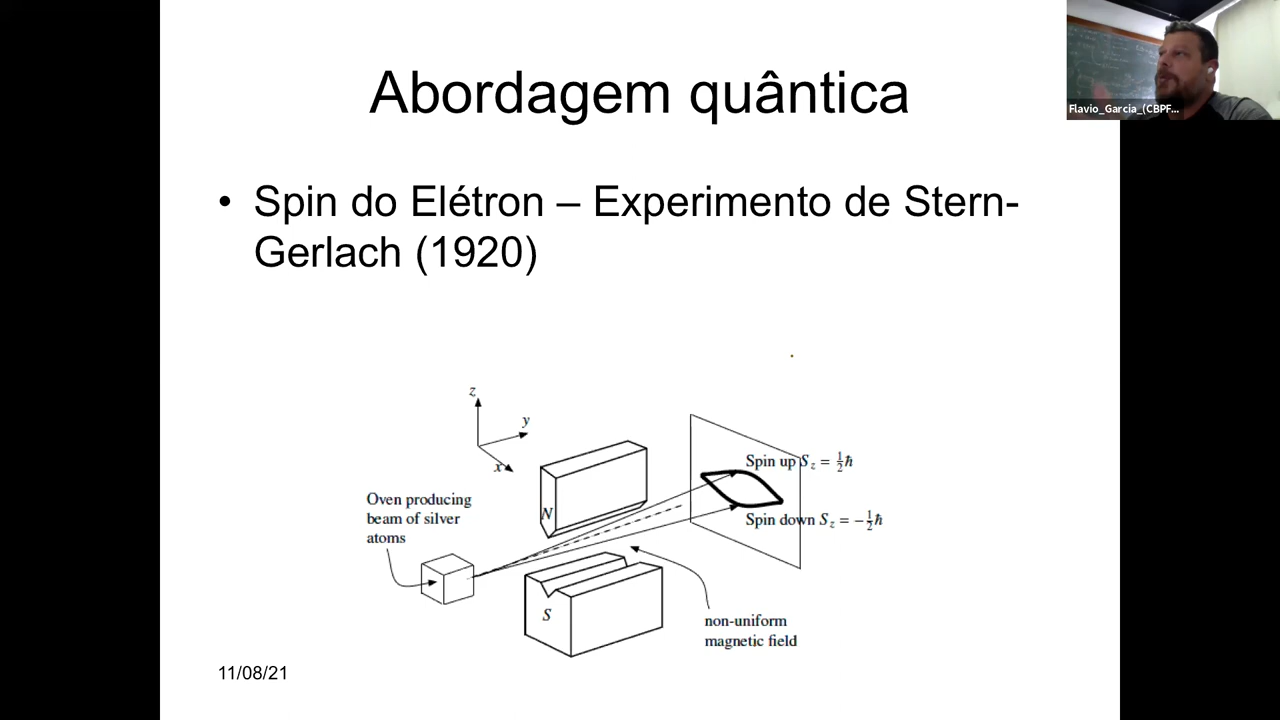 Abordagem quântica
Flavio_Garcia_(CBPF...
• Spin do Elétron – Experimento de Stern-
Gerlach (1920)
z
y
x
Spin up S_z = ½ħ
Oven producing
beam of silver
atoms
N
Spin down S_z = −½ħ
S
non-uniform
magnetic field
11/08/21